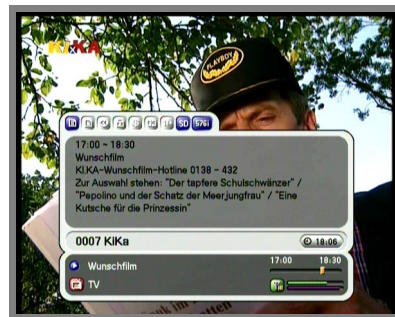 KI.KA
PLAYBOY
SD 576i
17:00 ~ 18:30
Wunschfilm
KI.KA-Wunschfilm-Hotline 0138 - 432
Zur Auswahl stehen: "Der tapfere Schulschwänzer" /
"Pepolino und der Schatz der Meerjungfrau" / "Eine
Kutsche für die Prinzessin"
0007 KiKa
18:06
Wunschfilm
17:00 18:30
TV